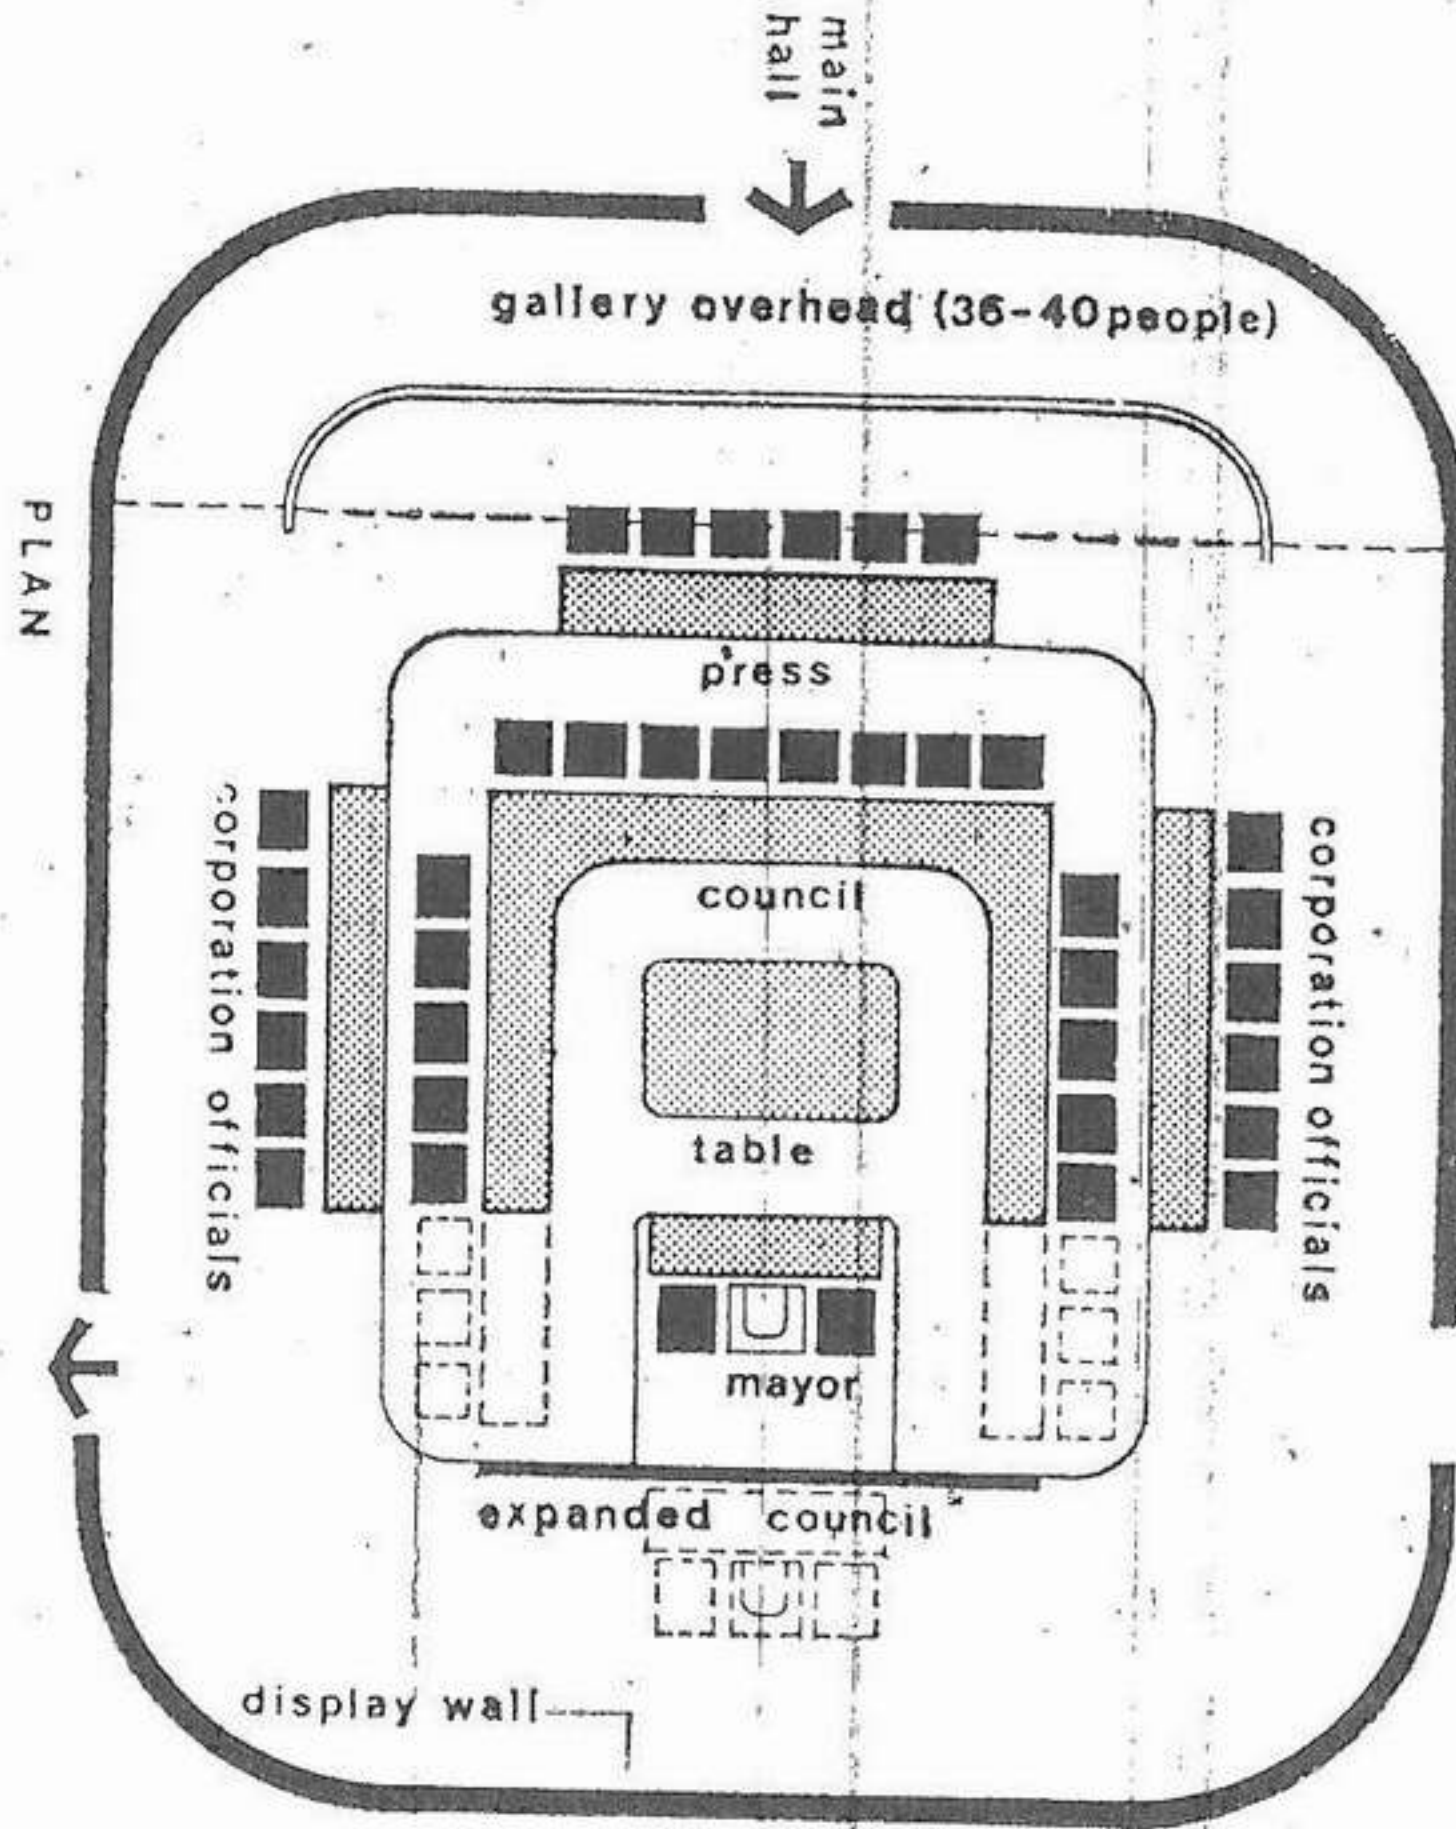 main
hall
gallery overhead (36-40people)
PLAN
press
corporation officials
corporation officials
council
table
mayor
expanded council
display wall